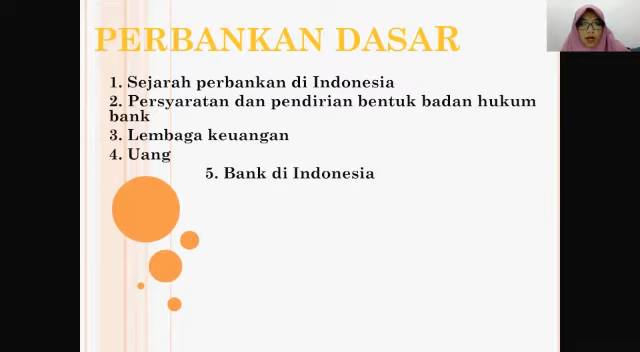 PERBANKAN DASAR
1. Sejarah perbankan di Indonesia
2. Persyaratan dan pendirian bentuk badan hukum
bank
3. Lembaga keuangan
4. Uang
5. Bank di Indonesia